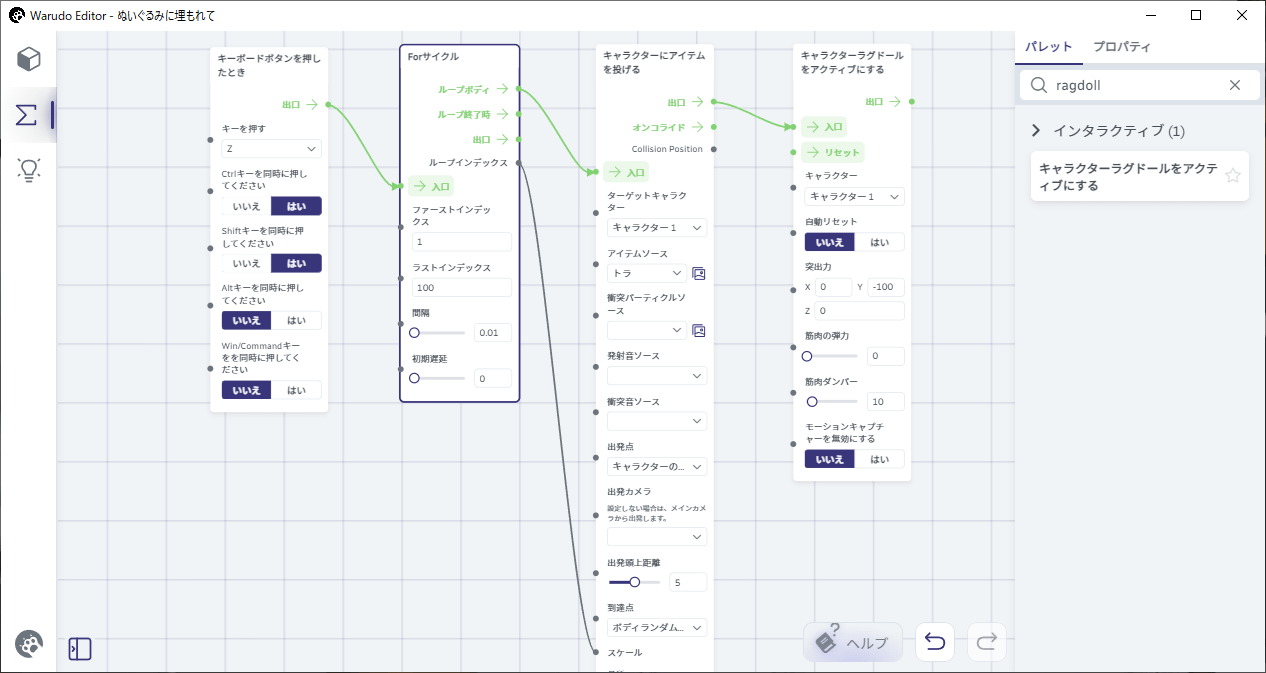 Warudo Editor - ぬいぐるみに埋もれて
キーボードボタンを押し
たとき
出口
キーを押す
Z
Ctrlキーを同時に押し
てください
いいえ はい
Shiftキーを同時に押
してください
いいえ はい
Altキーを同時に押し
てください
いいえ はい
Win/Commandキー
をを同時に押してく
ださい
いいえ はい
Forサイクル
ループボディ
ループ終了時
出口
ループインデックス
入口
ファーストインデッ
クス
1
ラストインデックス
100
間隔
0.01
初期遅延
0
キャラクターにアイテム
を投げる
出口
オンコライド
Collision Position
入口
ターゲットキャラク
ター
キャラクター 1
アイテムソース
トラ
衝突パーティクルソ
ース
発射音ソース
衝突音ソース
出発点
キャラクターの...
出発カメラ
設定しない場合は、メインカメ
ラから出発します。
出発頭上距離
5
到達点
ボディランダム...
スケール
キャラクターラグドール
をアクティブにする
出口
入口
リセット
キャラクター
キャラクター 1
自動リセット
いいえ はい
突出力
X 0 Y -100
Z 0
筋肉の弾力
0
筋肉ダンパー
10
モーションキャプチ
ャーを無効にする
いいえ はい
パレット プロパティ
ragdoll
インタラクティブ (1)
キャラクターラグドールをアクテ
ィブにする
? ヘルプ